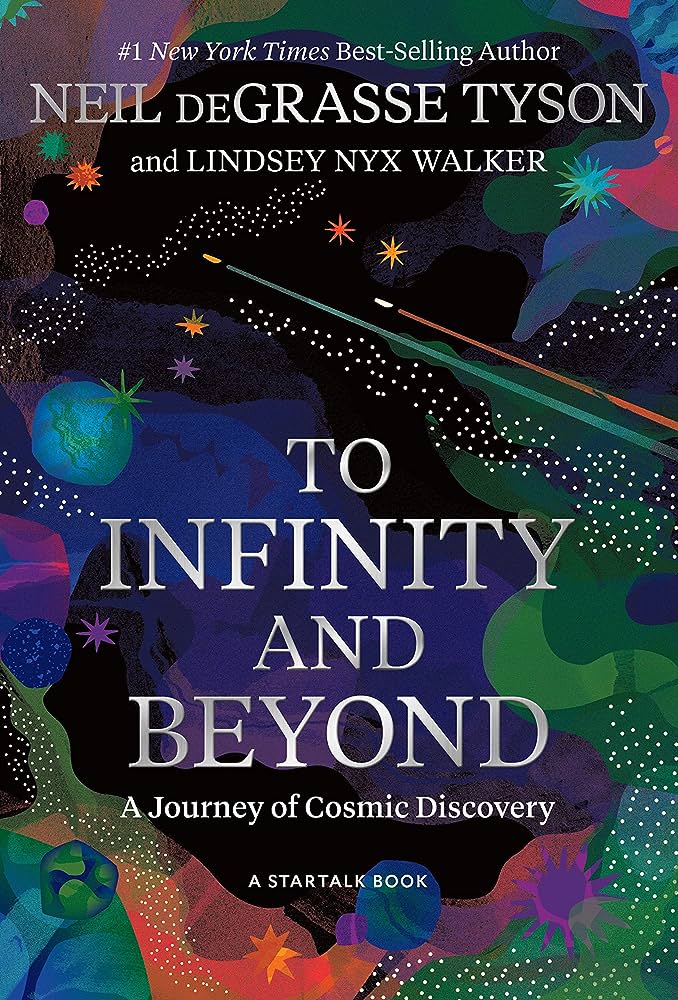 #1 New York Times Best-Selling Author
NEIL DEGRASSE TYSON
and LINDSEY NYX WALKER
TO
INFINITY
AND
BEYOND
A Journey of Cosmic Discovery
A STARTALK BOOK